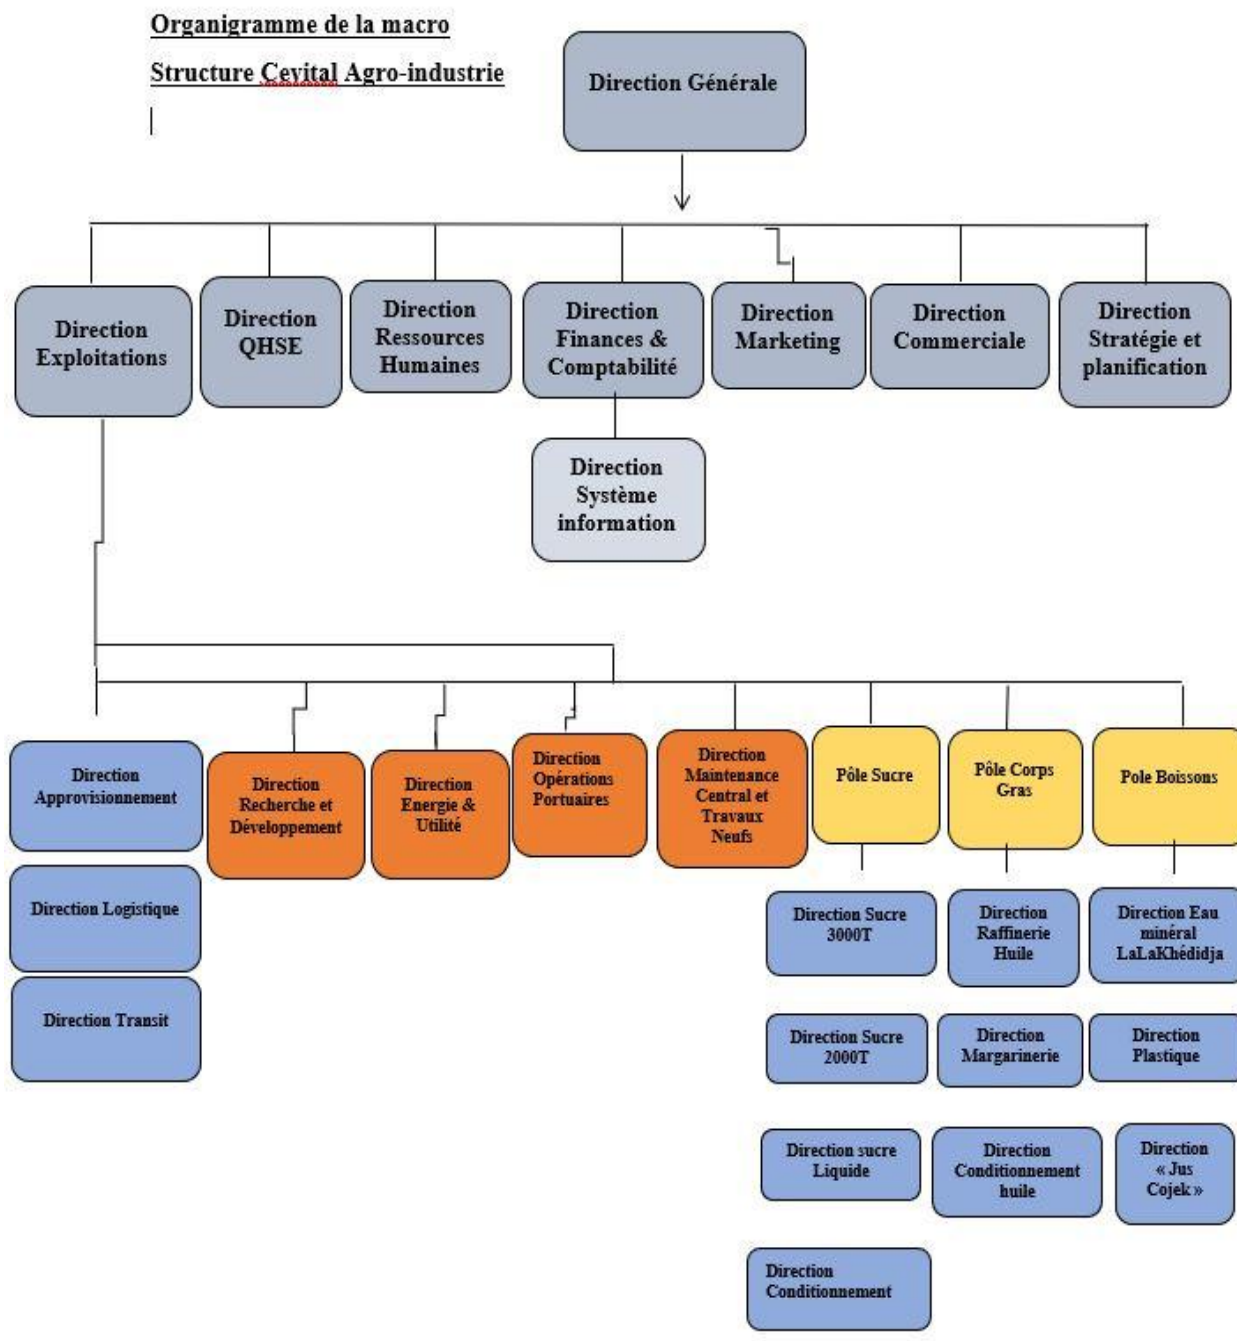 Organigramme de la macro
Structure Cevital Agro-industrie
Direction Générale
Direction
Exploitations
Direction
QHSE
Direction
Ressources
Humaines
Direction
Finances &
Comptabilité
Direction
Marketing
Direction
Commerciale
Direction
Stratégie et
planification
Direction
Système
information
Direction
Approvisionnement
Direction
Recherche et
Développement
Direction
Energie &
Utilité
Direction
Opérations
Portuaires
Direction
Maintenance
Central et
Travaux
Neufs
Pôle Sucre
Pôle Corps
Gras
Pole Boissons
Direction Logistique
Direction Transit
Direction Sucre
3000T
Direction
Raffinerie
Huile
Direction Eau
minéral
LaLaKhédidja
Direction Sucre
2000T
Direction
Margarinerie
Direction
Plastique
Direction sucre
Liquide
Direction
Conditionnement
huile
Direction
« Jus
Cojek »
Direction
Conditionnement